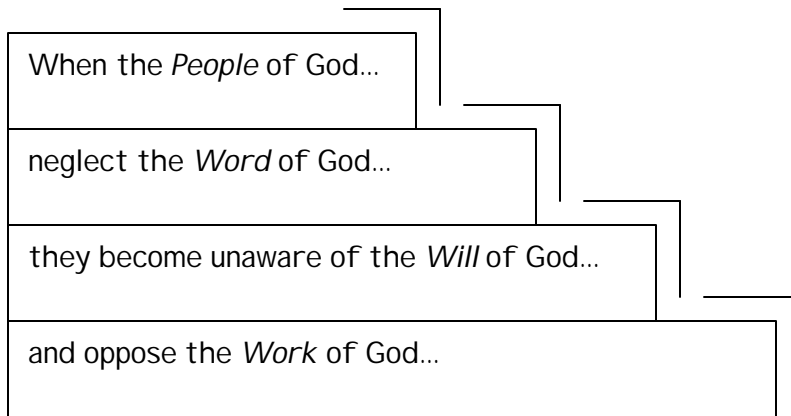 When the People of God...
neglect the Word of God...
they become unaware of the Will of God...
and oppose the Work of God...